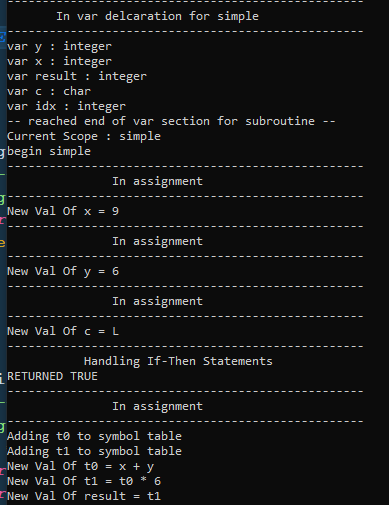 -----------------------------------------------
In var delcaration for simple
-----------------------------------------------
var y : integer
var x : integer
var result : integer
var c : char
var idx : integer
-- reached end of var section for subroutine --
Current Scope : simple
begin simple
-----------------------------------------------
In assignment
-----------------------------------------------
New Val Of x = 9
-----------------------------------------------
In assignment
-----------------------------------------------
New Val Of y = 6
-----------------------------------------------
In assignment
-----------------------------------------------
New Val Of c = L
-----------------------------------------------
Handling If-Then Statements
RETURNED TRUE
-----------------------------------------------
In assignment
-----------------------------------------------
Adding t0 to symbol table
Adding t1 to symbol table
New Val Of t0 = x + y
New Val Of t1 = t0 * 6
New Val Of result = t1